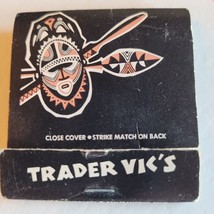 CLOSE COVER • STRIKE MATCH ON BACK
TRADER VIC'S